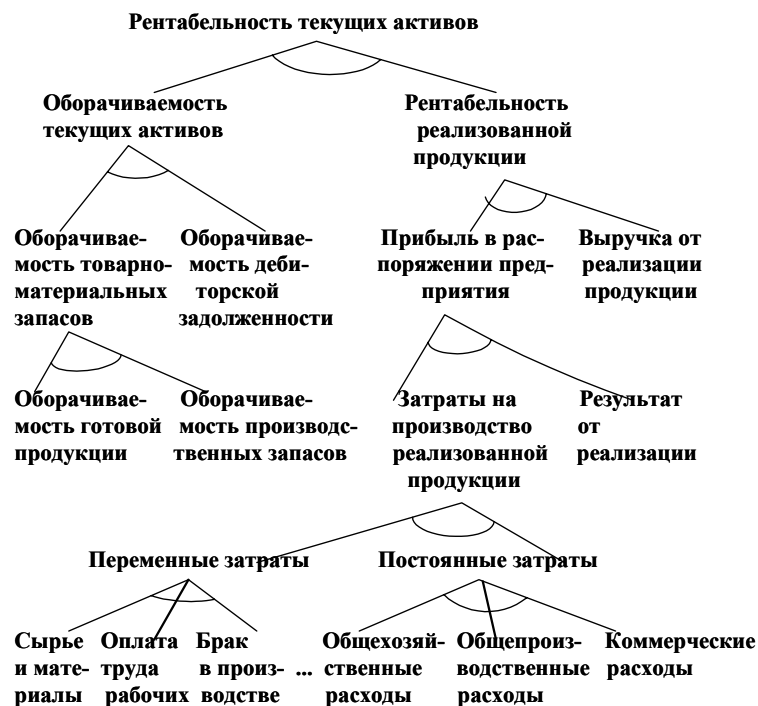 Рентабельность текущих активов
Оборачиваемость
текущих активов
Рентабельность
реализованной
продукции
Оборачивае-
мость товарно-
материальных
запасов
Оборачивае-
мость деби-
торской
задолженности
Прибыль в рас-
поряжении пред-
приятия
Выручка от
реализации
продукции
Оборачивае-
мость готовой
продукции
Оборачивае-
мость производс-
твенных запасов
Затраты на
производство
реализованной
продукции
Результат
от
реализации
Переменные затраты
Постоянные затраты
Сырье
и мате-
риалы
Оплата
труда
рабочих
Брак
в произ-
водстве
...
Общехозяй-
ственные
расходы
Общепроиз-
водственные
расходы
Коммерческие
расходы